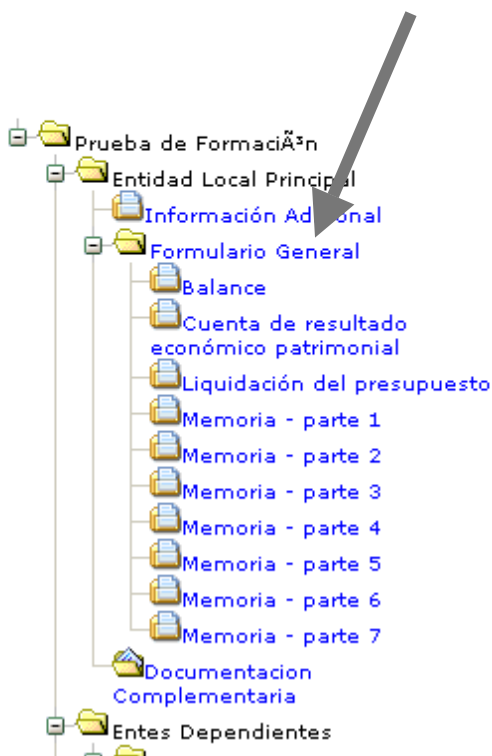 Prueba de FormaciÃ³n
Entidad Local Principal
Información Adicional
Formulario General
Balance
Cuenta de resultado
económico patrimonial
Liquidación del presupuesto
Memoria - parte 1
Memoria - parte 2
Memoria - parte 3
Memoria - parte 4
Memoria - parte 5
Memoria - parte 6
Memoria - parte 7
Documentacion
Complementaria
Entes Dependientes